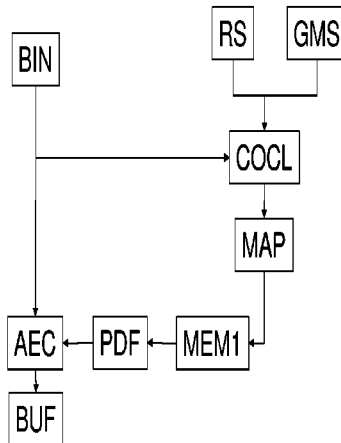 RS GMS
BIN
COCL
MAP
AEC PDF MEM1
BUF